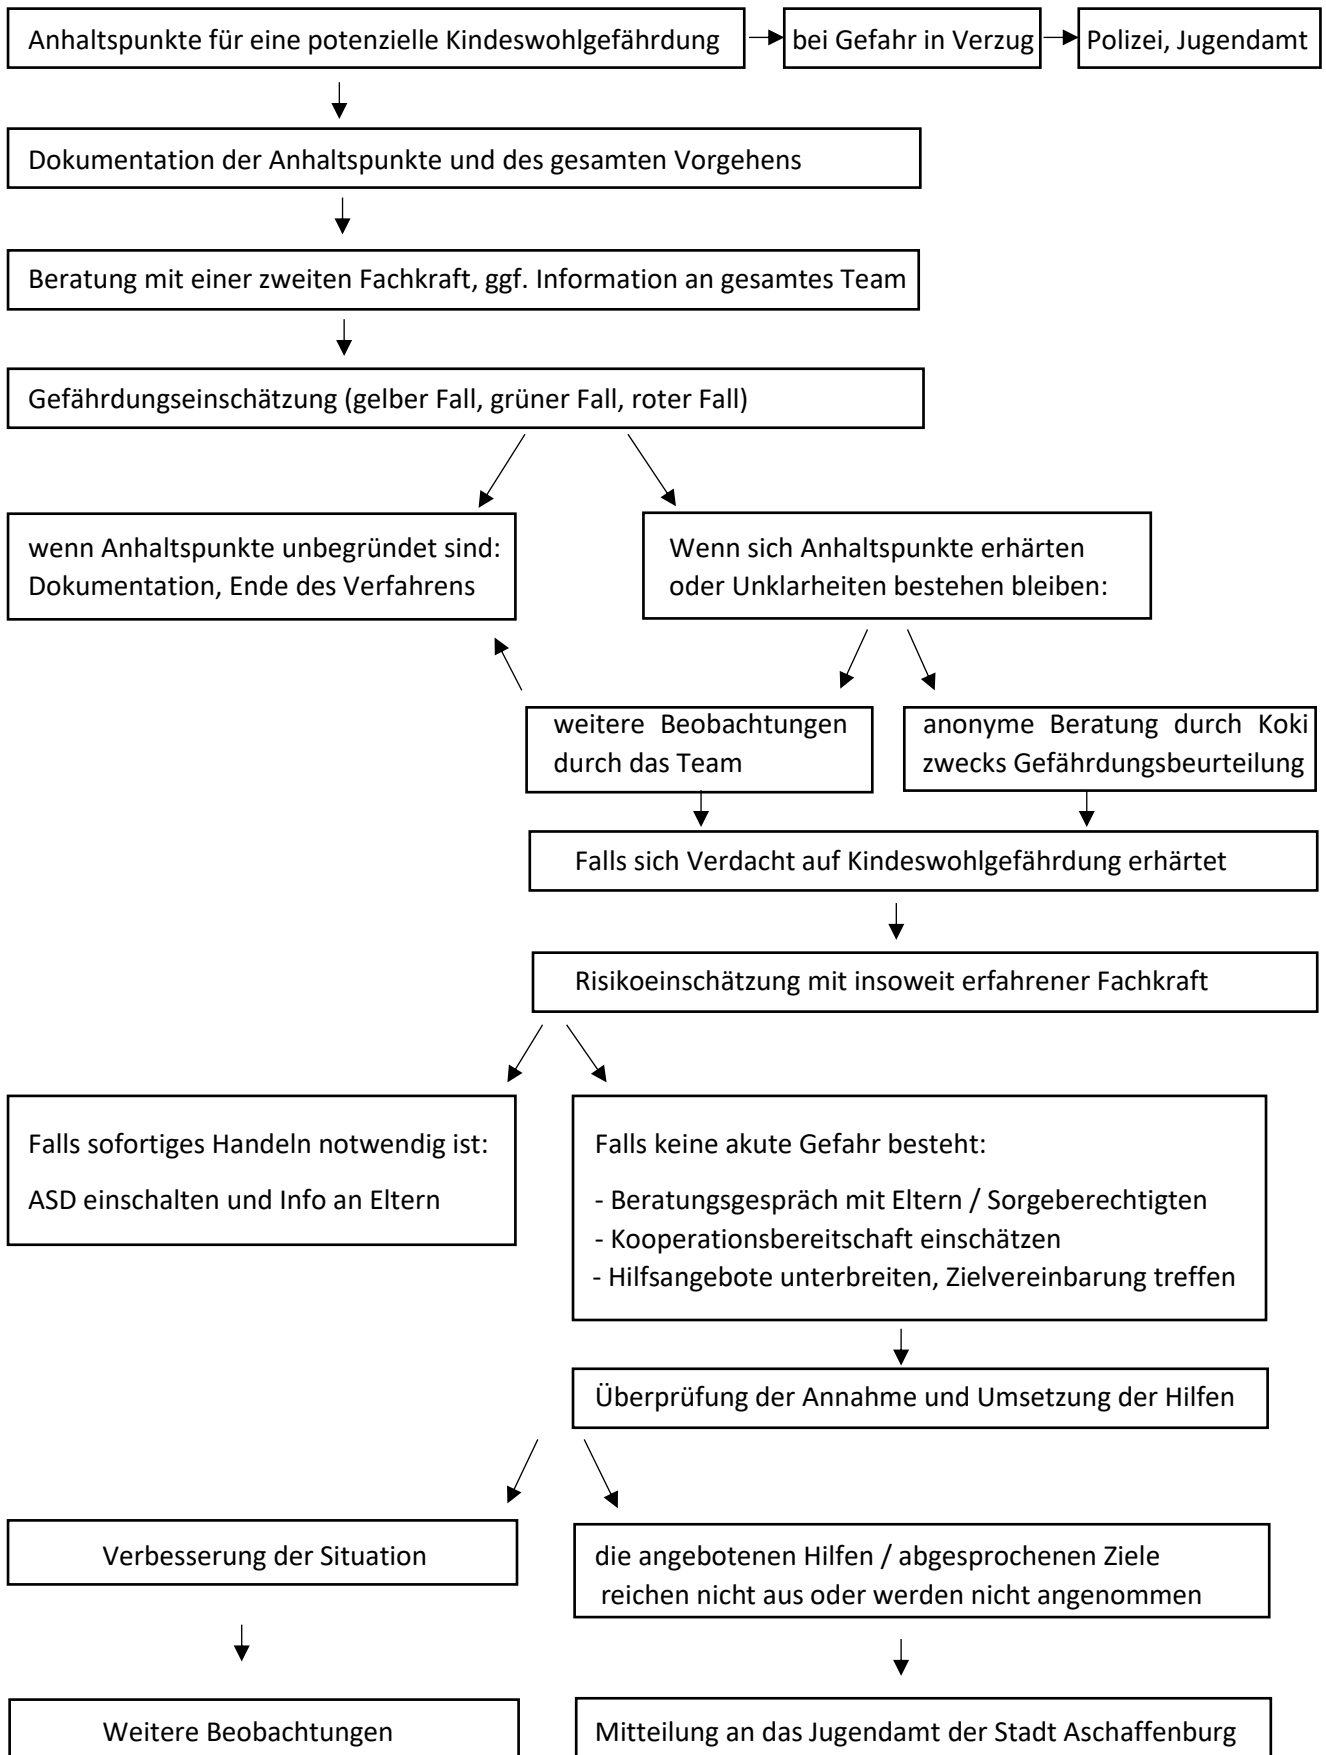 Anhaltspunkte für eine potenzielle Kindeswohlgefährdung
bei Gefahr in Verzug
Polizei, Jugendamt
Dokumentation der Anhaltspunkte und des gesamten Vorgehens
Beratung mit einer zweiten Fachkraft, ggf. Information an gesamtes Team
Gefährdungseinschätzung (gelber Fall, grüner Fall, roter Fall)
wenn Anhaltspunkte unbegründet sind:
Dokumentation, Ende des Verfahrens
Wenn sich Anhaltspunkte erhärten
oder Unklarheiten bestehen bleiben:
weitere Beobachtungen
durch das Team
anonyme Beratung durch Koki
zwecks Gefährdungsbeurteilung
Falls sich Verdacht auf Kindeswohlgefährdung erhärtet
Risikoeinschätzung mit insoweit erfahrener Fachkraft
Falls sofortiges Handeln notwendig ist:
ASD einschalten und Info an Eltern
Falls keine akute Gefahr besteht:
- Beratungsgespräch mit Eltern / Sorgeberechtigten
- Kooperationsbereitschaft einschätzen
- Hilfsangebote unterbreiten, Zielvereinbarung treffen
Überprüfung der Annahme und Umsetzung der Hilfen
Verbesserung der Situation
die angebotenen Hilfen / abgesprochenen Ziele
reichen nicht aus oder werden nicht angenommen
Weitere Beobachtungen
Mitteilung an das Jugendamt der Stadt Aschaffenburg